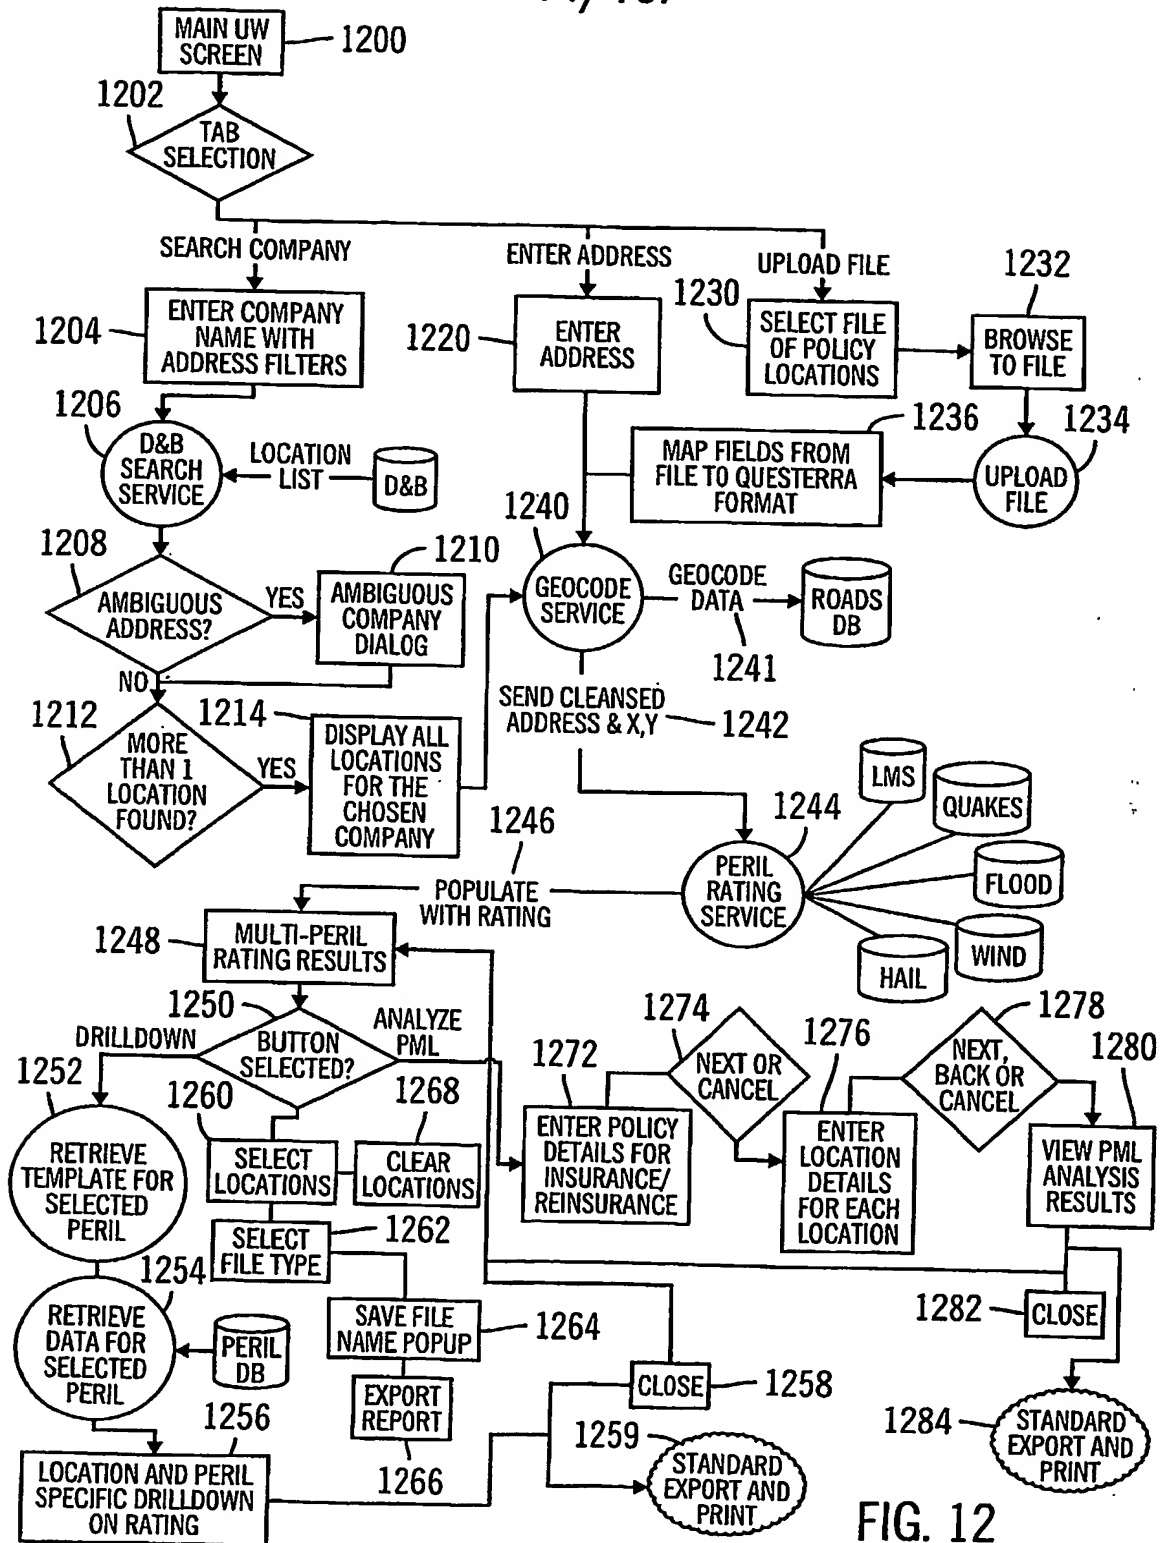 MAIN UW
SCREEN
1200
1202
TAB
SELECTION
SEARCH COMPANY
ENTER ADDRESS
UPLOAD FILE
1204
ENTER COMPANY
NAME WITH
ADDRESS FILTERS
1220
ENTER
ADDRESS
1230
SELECT FILE
OF POLICY
LOCATIONS
1232
BROWSE
TO FILE
1206
D&B
SEARCH
SERVICE
LOCATION
LIST
D&B
1236
MAP FIELDS FROM
FILE TO QUESTERRA
FORMAT
1234
UPLOAD
FILE
1208
AMBIGUOUS
ADDRESS?
YES
NO
1210
AMBIGUOUS
COMPANY
DIALOG
1240
GEOCODE
SERVICE
GEOCODE
DATA
1241
ROADS
DB
1212
MORE
THAN 1
LOCATION
FOUND?
YES
1214
DISPLAY ALL
LOCATIONS
FOR THE
CHOSEN
COMPANY
SEND CLEANSED
ADDRESS & X,Y
1242
1244
PERIL
RATING
SERVICE
LMS
QUAKES
FLOOD
WIND
HAIL
1246
POPULATE
WITH RATING
1248
MULTI-PERIL
RATING RESULTS
1250
BUTTON
SELECTED?
DRILLDOWN
ANALYZE
PML
1252
RETRIEVE
TEMPLATE FOR
SELECTED
PERIL
1260
SELECT
LOCATIONS
1268
CLEAR
LOCATIONS
1262
SELECT
FILE TYPE
1272
ENTER POLICY
DETAILS FOR
INSURANCE/
REINSURANCE
1274
NEXT OR
CANCEL
1276
ENTER
LOCATION
DETAILS
FOR EACH
LOCATION
1278
NEXT,
BACK OR
CANCEL
1280
VIEW PML
ANALYSIS
RESULTS
1254
RETRIEVE
DATA FOR
SELECTED
PERIL
PERIL
DB
SAVE FILE
NAME POPUP
1264
EXPORT
REPORT
1266
1282
CLOSE
CLOSE
1258
1256
LOCATION AND PERIL
SPECIFIC DRILLDOWN
ON RATING
1259
STANDARD
EXPORT AND
PRINT
1284
STANDARD
EXPORT AND
PRINT
FIG. 12